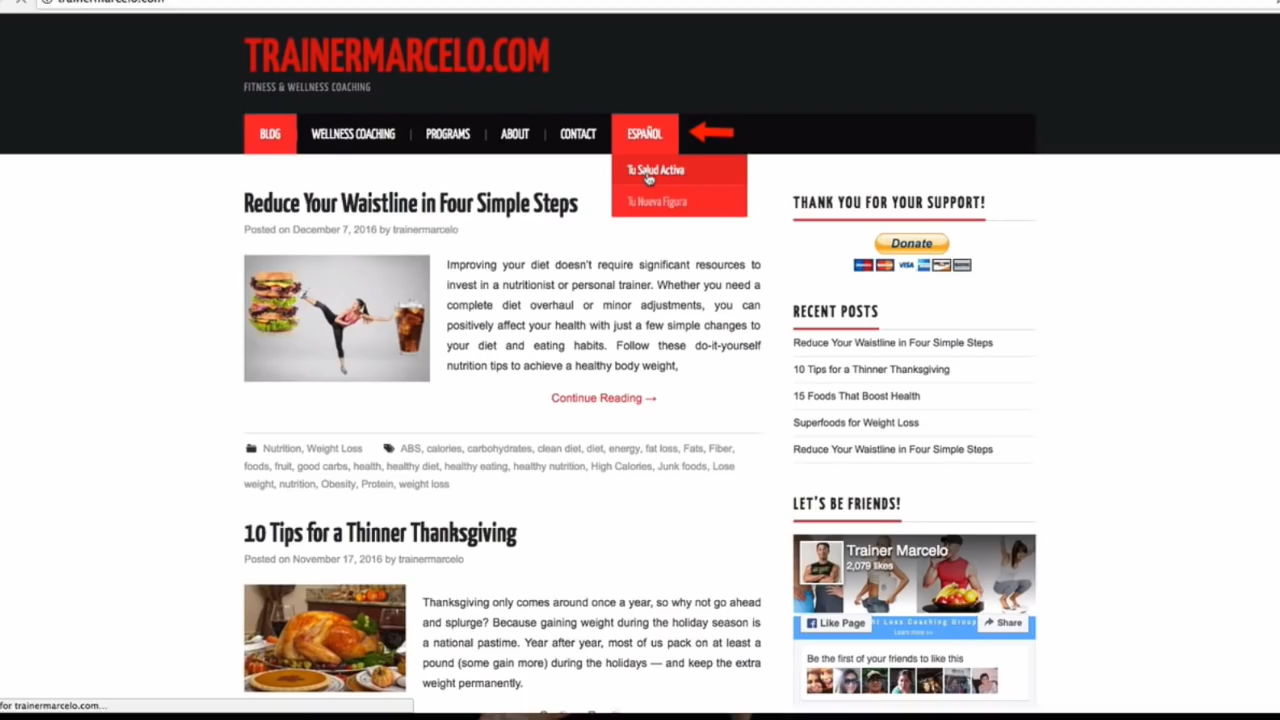 trainermarcelo.com
TRAINERMARCELO.COM
FITNESS & WELLNESS COACHING
BLOG
WELLNESS COACHING
PROGRAMS
ABOUT
CONTACT
ESPAÑOL
Tu Salud Activa
Tu Nueva Figura
Reduce Your Waistline in Four Simple Steps
Posted on December 7, 2016 by trainermarcelo
Improving your diet doesn't require significant resources to
invest in a nutritionist or personal trainer. Whether you need a
complete diet overhaul or minor adjustments, you can
positively affect your health with just a few simple changes to
your diet and eating habits. Follow these do-it-yourself
nutrition tips to achieve a healthy body weight,
Continue Reading →
Nutrition, Weight Loss
ABS, calories, carbohydrates, clean diet, diet, energy, fat loss, Fats, Fiber,
foods, fruit, good carbs, health, healthy diet, healthy eating, healthy nutrition, High Calories, Junk foods, Lose
weight, nutrition, Obesity, Protein, weight loss
10 Tips for a Thinner Thanksgiving
Posted on November 17, 2016 by trainermarcelo
Thanksgiving only comes around once a year, so why not go ahead
and splurge? Because gaining weight during the holiday season is
a national pastime. Year after year, most of us pack on at least a
pound (some gain more) during the holidays — and keep the extra
weight permanently.
THANK YOU FOR YOUR SUPPORT!
Donate
VISA
RECENT POSTS
Reduce Your Waistline in Four Simple Steps
10 Tips for a Thinner Thanksgiving
15 Foods That Boost Health
Superfoods for Weight Loss
Reduce Your Waistline in Four Simple Steps
LET'S BE FRIENDS!
Trainer Marcelo
2,079 likes
Like Page
ht Loss Coaching Group
Share
Learn more >>
Be the first of your friends to like this
for trainermarcelo.com...